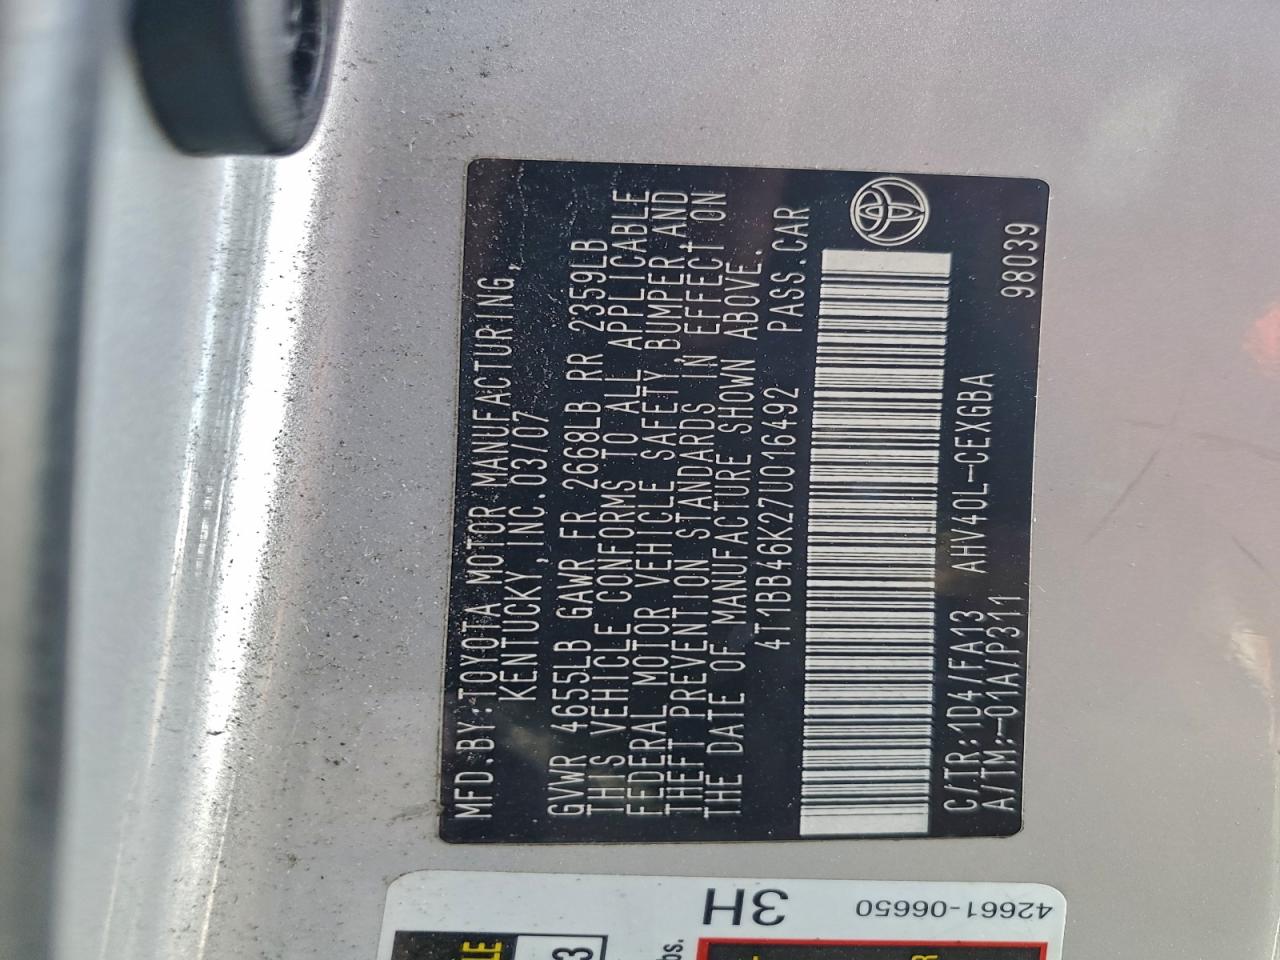 MFD.BY:TOYOTA MOTOR MANUFACTURING,
KENTUCKY,INC.03/07
GVWR 4655LB GAWR FR 2668LB RR 2359LB
THIS VEHICLE CONFORMS TO ALL APPLICABLE
FEDERAL MOTOR VEHICLE SAFETY,BUMPER,AND
THEFT PREVENTION STANDARDS IN EFFECT ON
THE DATE OF MANUFACTURE SHOWN ABOVE.
4T1BB46K27U016492 PASS.CAR
C/TR:1D4/FA13 AHV40L-CEXGBA
A/TM:-01A/P311 98039
3H
42661-06650